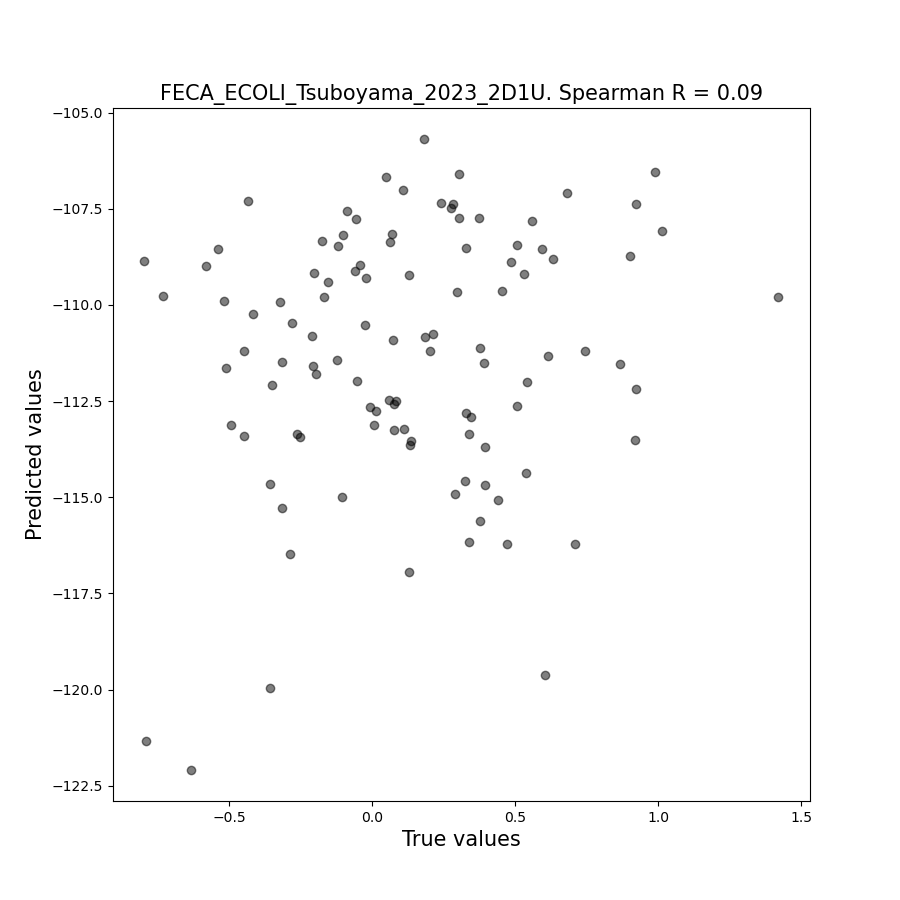 FECA_ECOLI_Tsuboyama_2023_2D1U. Spearman R = 0.09
−105.0
−107.5
−110.0
−112.5
−115.0
−117.5
−120.0
−122.5
Predicted values
−0.5 0.0 0.5 1.0 1.5
True values